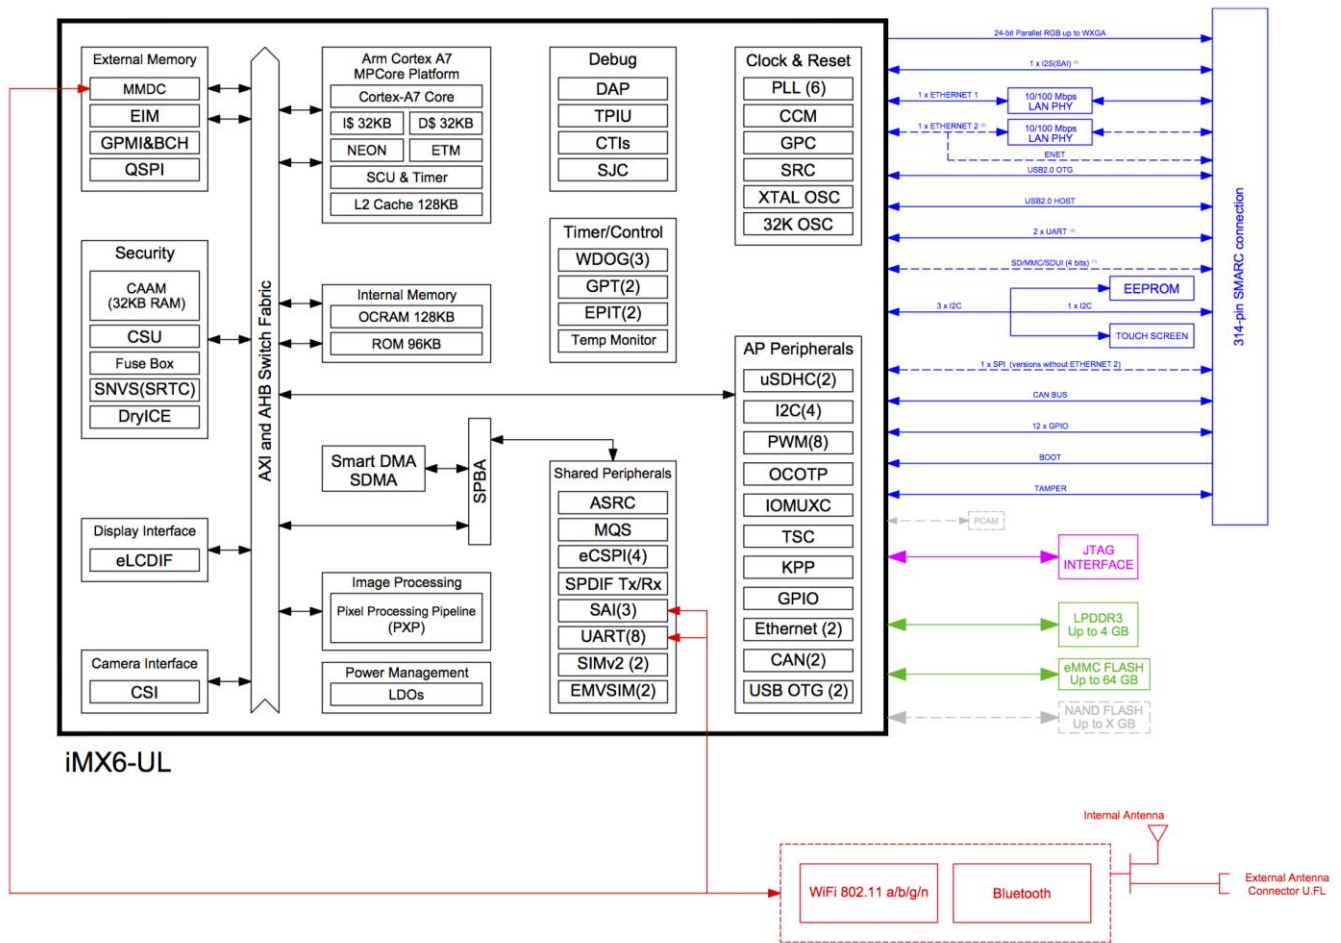 External Memory
MMDC
EIM
GPMI&BCH
QSPI
Security
CAAM
(32KB RAM)
CSU
Fuse Box
SNVS(SRTC)
DryICE
Display Interface
eLCDIF
Camera Interface
CSI
AXI and AHB Switch Fabric
Arm Cortex A7
MPCore Platform
Cortex-A7 Core
I$ 32KB
D$ 32KB
NEON
ETM
SCU & Timer
L2 Cache 128KB
Internal Memory
OCRAM 128KB
ROM 96KB
Smart DMA
SDMA
SPBA
Image Processing
Pixel Processing Pipeline
(PXP)
Power Management
LDOs
Debug
DAP
TPIU
CTIs
SJC
Timer/Control
WDOG(3)
GPT(2)
EPIT(2)
Temp Monitor
Shared Peripherals
ASRC
MQS
eCSPI(4)
SPDIF Tx/Rx
SAI(3)
UART(8)
SIMv2 (2)
EMVSIM(2)
Clock & Reset
PLL (6)
CCM
GPC
SRC
XTAL OSC
32K OSC
AP Peripherals
uSDHC(2)
I2C(4)
PWM(8)
OCOTP
IOMUXC
TSC
KPP
GPIO
Ethernet (2)
CAN(2)
USB OTG (2)
iMX6-UL
24-bit Parallel RGB up to WXGA
1 x I2S(SAI)
1 x ETHERNET 1
10/100 Mbps
LAN PHY
1 x ETHERNET 2
10/100 Mbps
LAN PHY
ENET
USB2.0 OTG
USB2.0 HOST
2 x UART
SD/MMC/SDUI (4 bits)
3 x I2C
1 x I2C
EEPROM
TOUCH SCREEN
1 x SPI (versions without ETHERNET 2)
CAN BUS
12 x GPIO
BOOT
TAMPER
314-pin SMARC connection
PCAM
JTAG
INTERFACE
LPDDR3
Up to 4 GB
eMMC FLASH
Up to 64 GB
NAND FLASH
Up to X GB
Internal Antenna
WiFi 802.11 a/b/g/n
Bluetooth
External Antenna
Connector U.FL